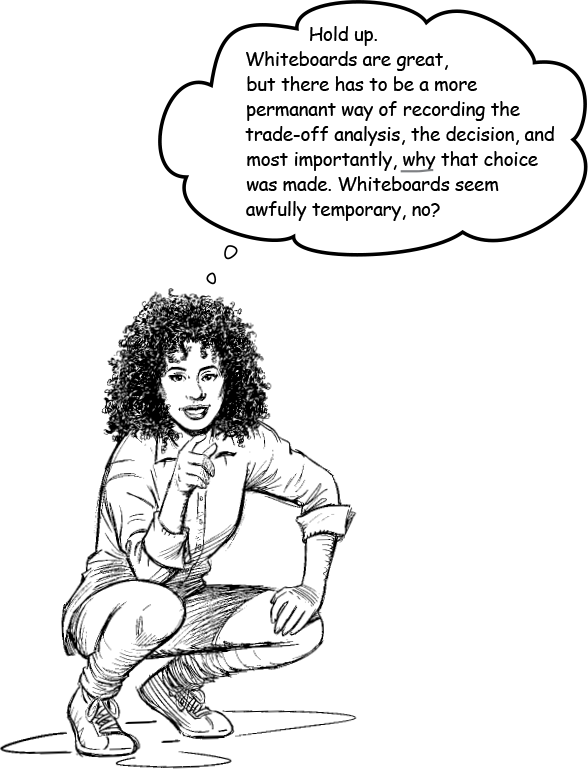 Hold up.
Whiteboards are great,
but there has to be a more
permanant way of recording the
trade-off analysis, the decision, and
most importantly, why that choice
was made. Whiteboards seem
awfully temporary, no?